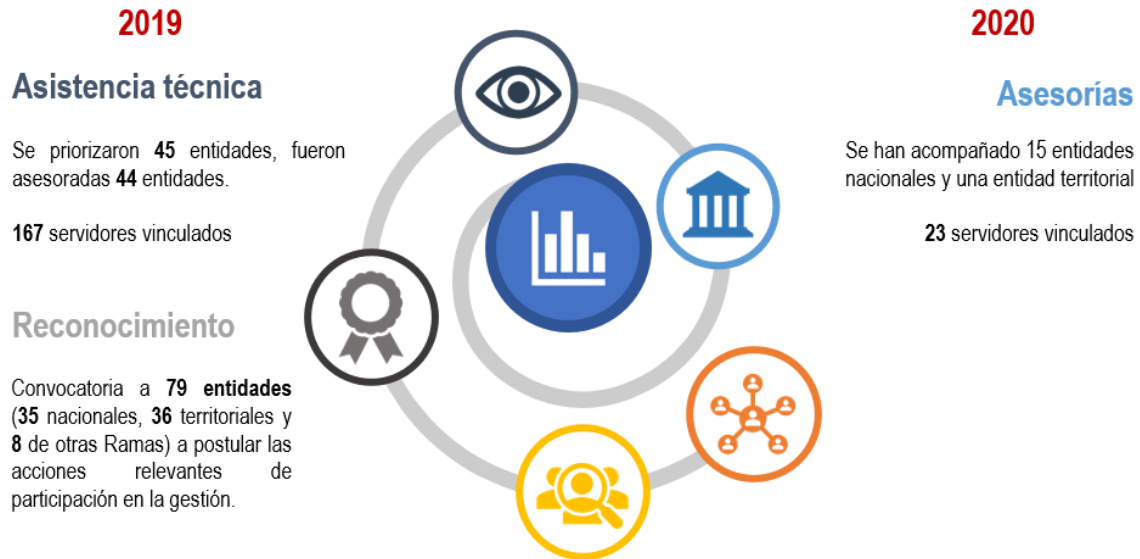 2019
Asistencia técnica
Se priorizaron 45 entidades, fueron
asesoradas 44 entidades.
167 servidores vinculados
Reconocimiento
Convocatoria a 79 entidades
(35 nacionales, 36 territoriales y
8 de otras Ramas) a postular las
acciones relevantes de
participación en la gestión.
2020
Asesorías
Se han acompañado 15 entidades
nacionales y una entidad territorial
23 servidores vinculados